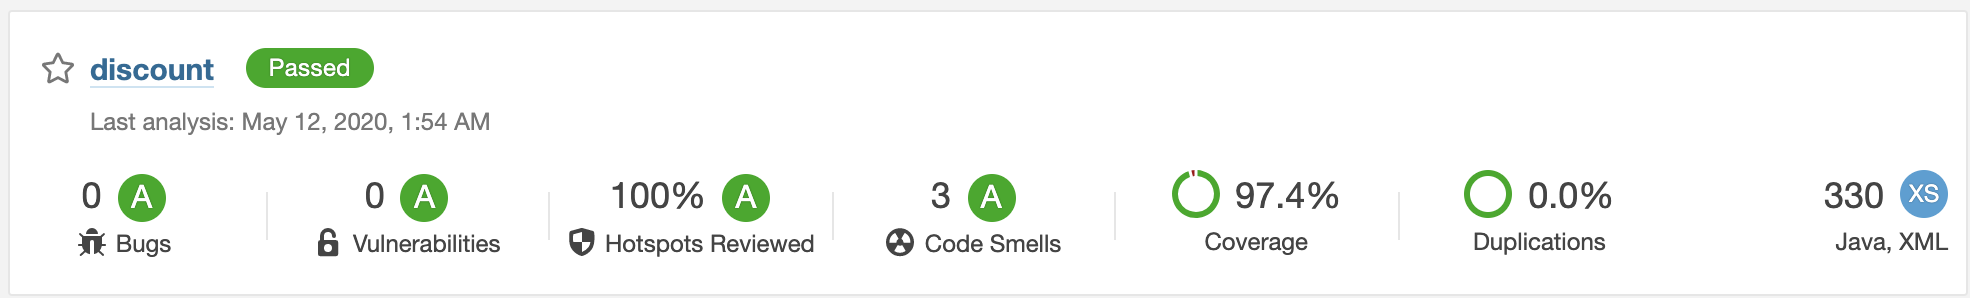 discount Passed
Last analysis: May 12, 2020, 1:54 AM
0 A 0 A 100% A 3 A 97.4% 0.0% 330 XS
Bugs Vulnerabilities Hotspots Reviewed Code Smells Coverage Duplications Java, XML